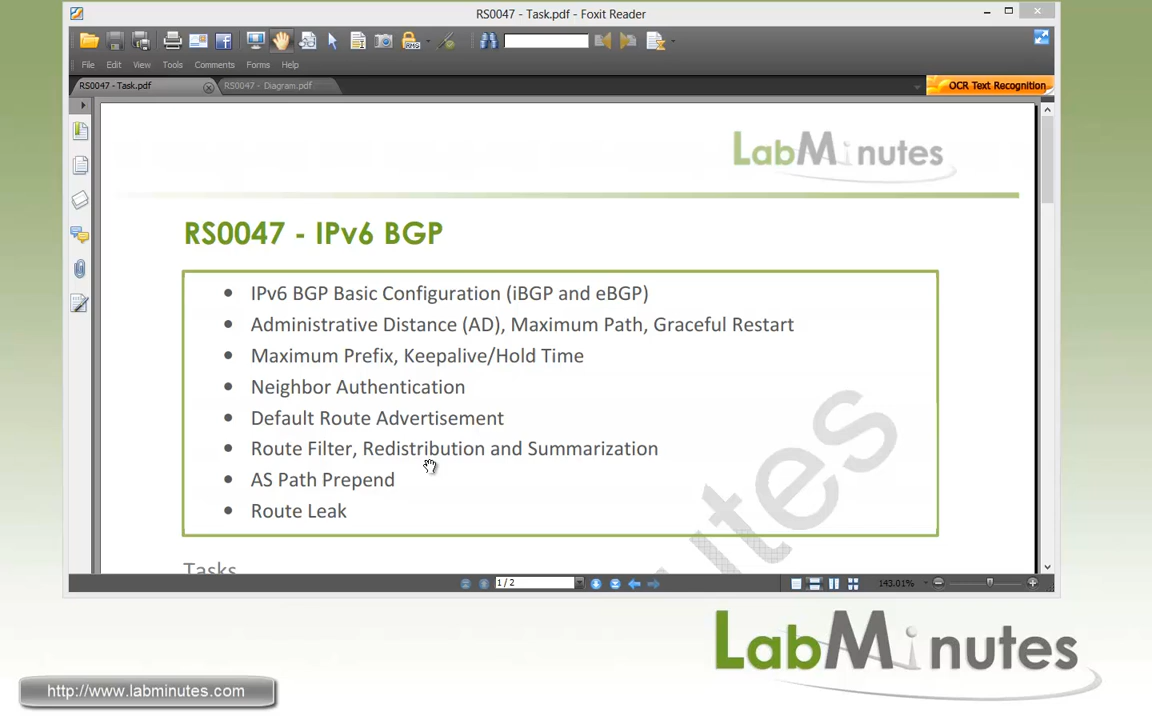 RS0047 - Task.pdf - Foxit Reader
File Edit View Tools Comments Forms Help
RS0047 - Task.pdf RS0047 - Diagram.pdf OCR Text Recognition
LabMinutes
RS0047 - IPv6 BGP
IPv6 BGP Basic Configuration (iBGP and eBGP)
Administrative Distance (AD), Maximum Path, Graceful Restart
Maximum Prefix, Keepalive/Hold Time
Neighbor Authentication
Default Route Advertisement
Route Filter, Redistribution and Summarization
AS Path Prepend
Route Leak
utes
Tasks
1 / 2 143.01%
LabMinutes
http://www.labminutes.com